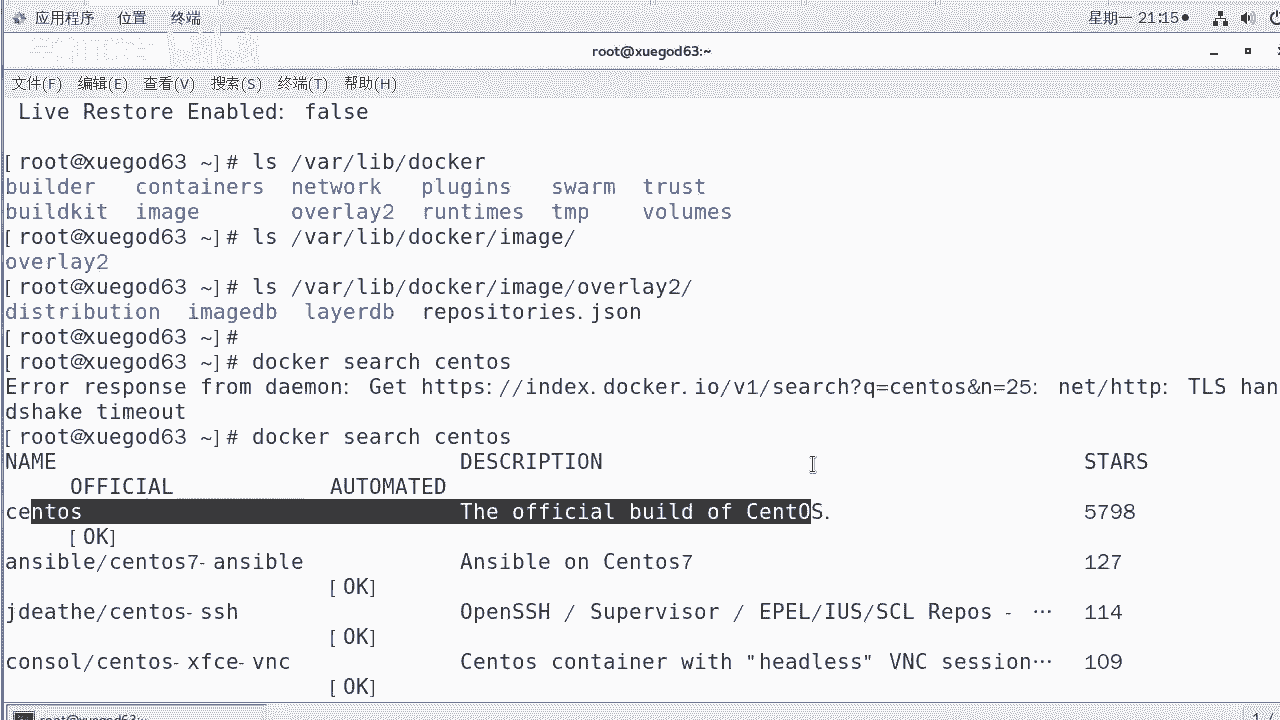 应用程序 位置 终端 星期一 21:15
root@xuegod63:~
文件(F) 编辑(E) 查看(V) 搜索(S) 终端(T) 帮助(H)
Live Restore Enabled: false
[root@xuegod63 ~]# ls /var/lib/docker
builder containers network plugins swarm trust
buildkit image overlay2 runtimes tmp volumes
[root@xuegod63 ~]# ls /var/lib/docker/image/
overlay2
[root@xuegod63 ~]# ls /var/lib/docker/image/overlay2/
distribution imagedb layerdb repositories.json
[root@xuegod63 ~]#
[root@xuegod63 ~]# docker search centos
Error response from daemon: Get https://index.docker.io/v1/search?q=centos&n=25: net/http: TLS han
dshake timeout
[root@xuegod63 ~]# docker search centos
NAME DESCRIPTION STARS
OFFICIAL AUTOMATED
centos The official build of CentOS. 5798
[OK]
ansible/centos7-ansible Ansible on Centos7 127
[OK]
jdeathe/centos-ssh OpenSSH / Supervisor / EPEL/IUS/SCL Repos - … 114
[OK]
consol/centos-xfce-vnc Centos container with "headless" VNC session… 109
[OK]